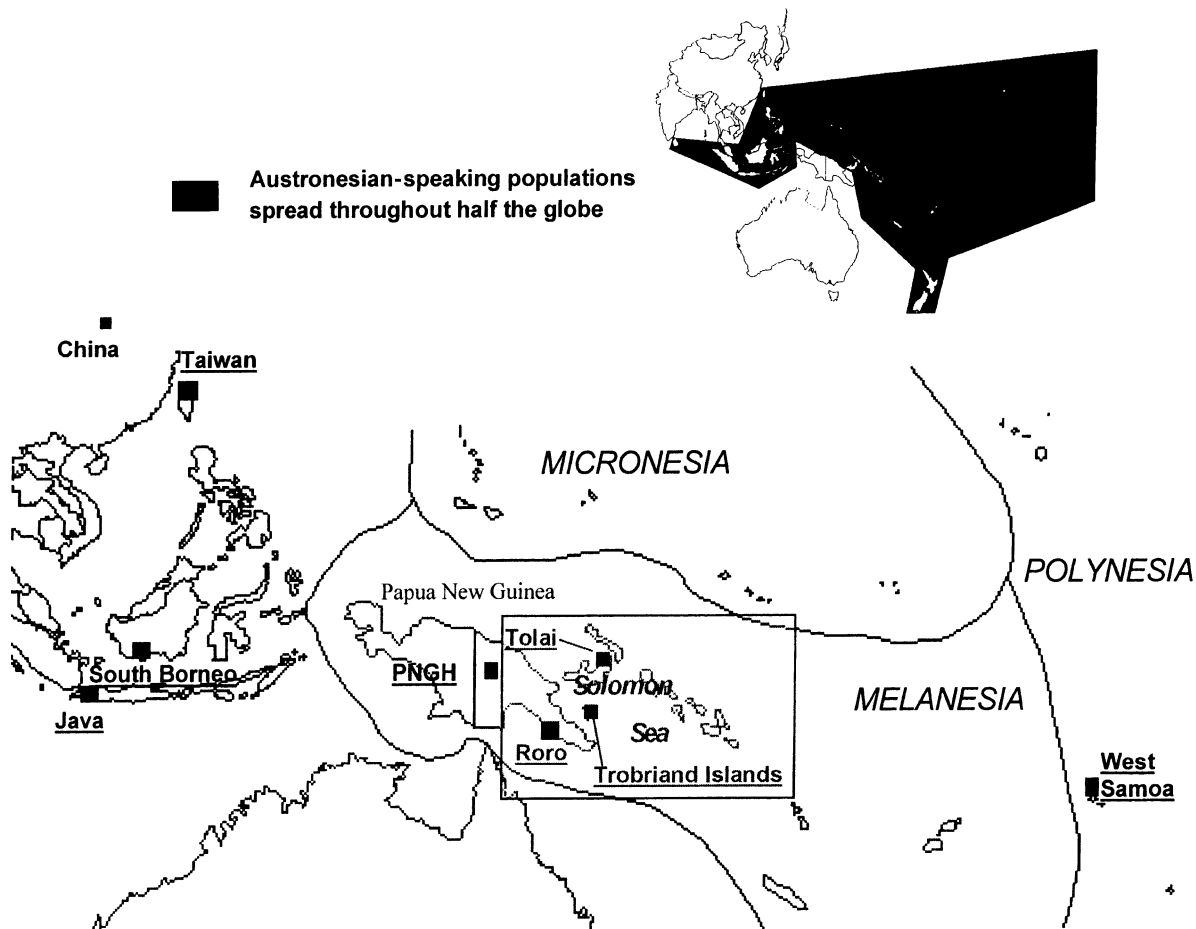 Austronesian-speaking populations
spread throughout half the globe
China
Taiwan
MICRONESIA
POLYNESIA
Papua New Guinea
Tolai
PNGH
South Borneo
Solomon
MELANESIA
Java
Sea
Roro
Trobriand Islands
West
Samoa